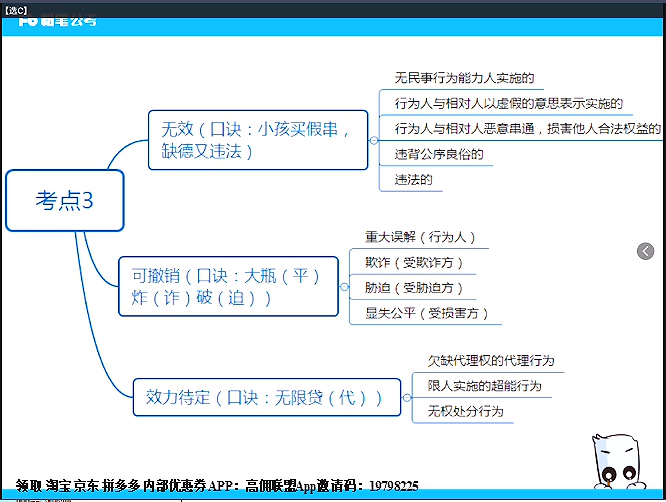 【选C】
粉笔公考
考点3
无效（口诀：小孩买假串，
缺德又违法）
无民事行为能力人实施的
行为人与相对人以虚假的意思表示实施的
行为人与相对人恶意串通，损害他人合法权益的
违背公序良俗的
违法的
可撤销（口诀：大瓶（平）
炸（诈）破（迫））
重大误解（行为人）
欺诈（受欺诈方）
胁迫（受胁迫方）
显失公平（受损害方）
效力待定（口诀：无限贷（代））
欠缺代理权的代理行为
限人实施的超能行为
无权处分行为
领取 淘宝 京东 拼多多 内部优惠券 APP：高佣联盟App 邀请码：19798225